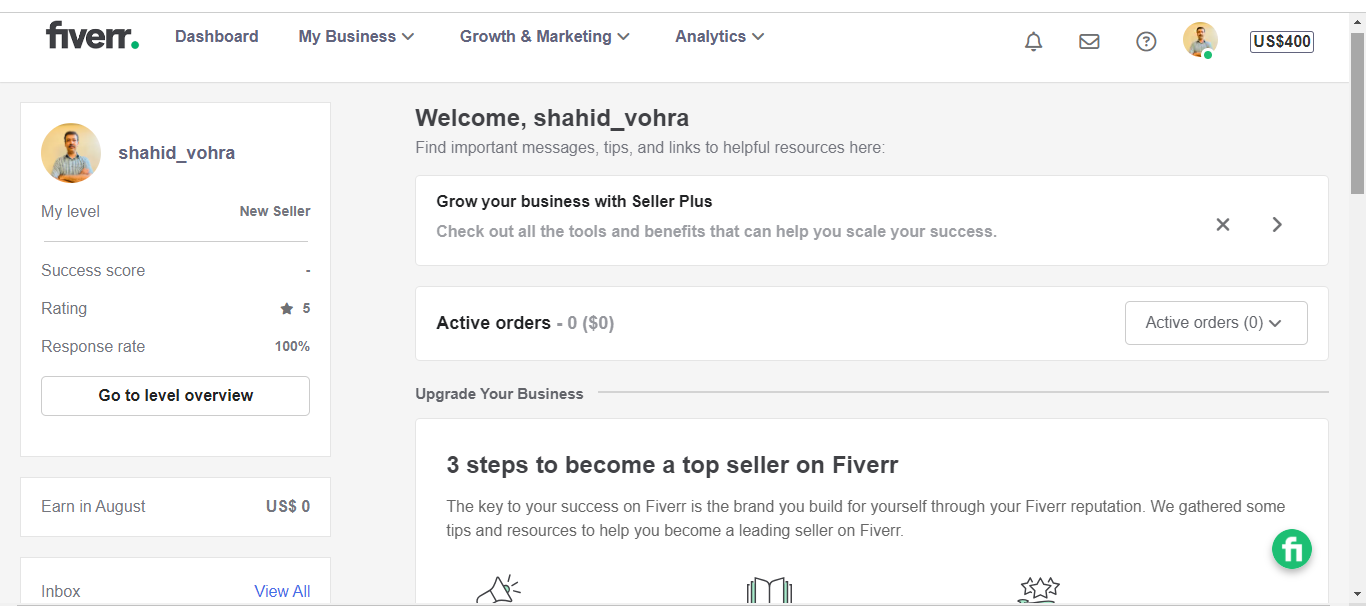 fiverr.
Dashboard
My Business
Growth & Marketing
Analytics
US$400
shahid_vohra
My level New Seller
Success score -
Rating ★ 5
Response rate 100%
Go to level overview
Earn in August US$ 0
Inbox View All
Welcome, shahid_vohra
Find important messages, tips, and links to helpful resources here:
Grow your business with Seller Plus
Check out all the tools and benefits that can help you scale your success.
Active orders - 0 ($0)
Active orders (0)
Upgrade Your Business
3 steps to become a top seller on Fiverr
The key to your success on Fiverr is the brand you build for yourself through your Fiverr reputation. We gathered some
tips and resources to help you become a leading seller on Fiverr.
fi